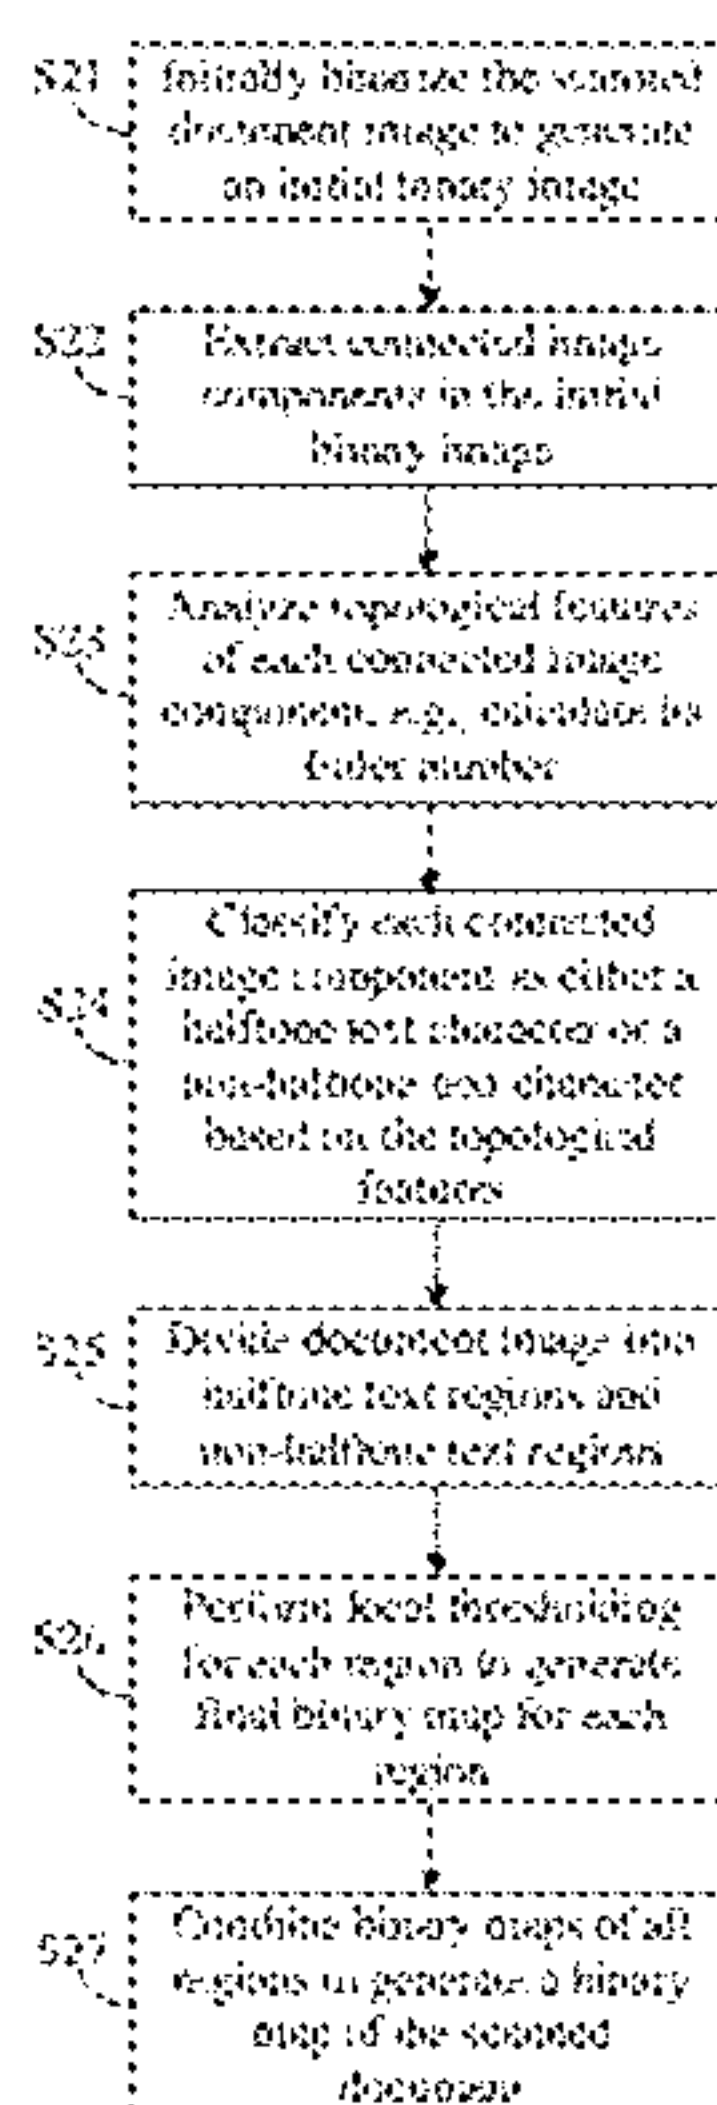 S21
Initially binarize the scanned
document image to generate
an initial binary image
S22
Extract connected image
components in the initial
binary image
S23
Analyze topological features
of each connected image
component, e.g., calculate its
Euler number
S24
Classify each connected
image component as either a
halftone text character or a
non-halftone text character
based on the topological
features
S25
Divide document image into
halftone text regions and
non-halftone text regions
S26
Perform local thresholding
for each region to generate
final binary map for each
region
S27
Combine binary maps of all
regions to generate a binary
map of the scanned
document